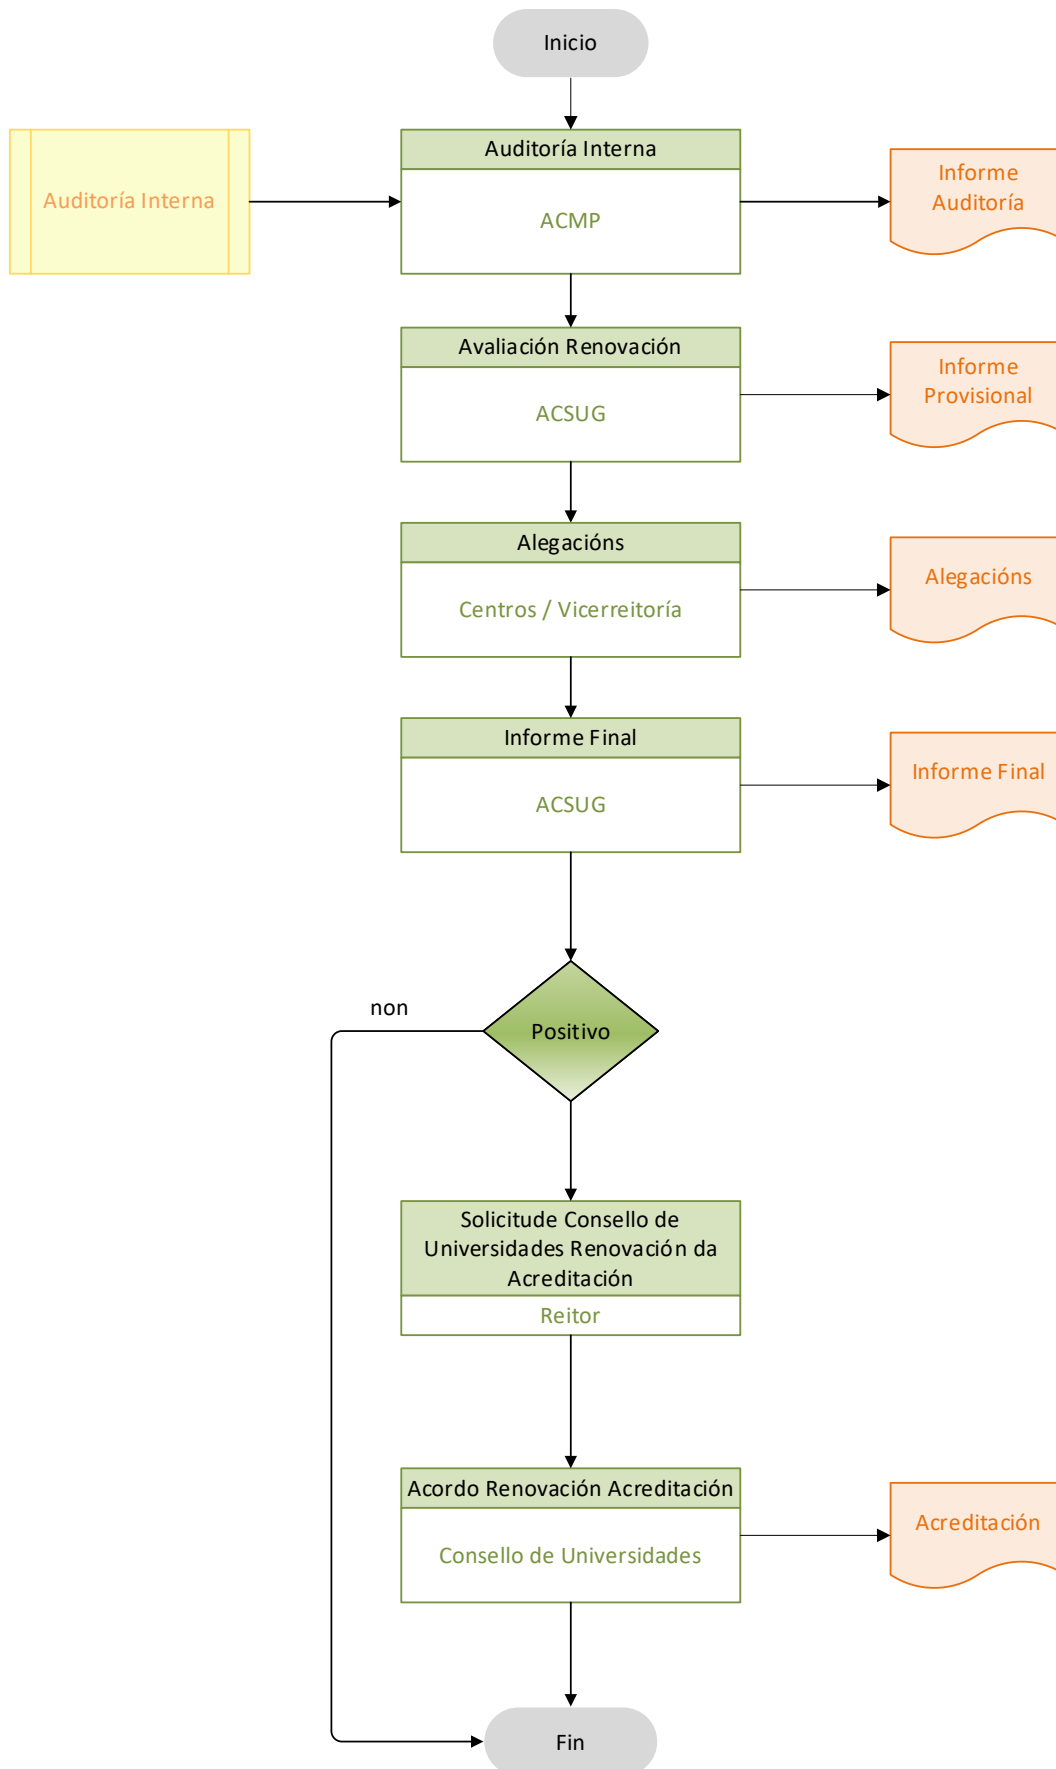 Inicio
Auditoría Interna
Auditoría Interna
ACMP
Informe
Auditoría
Avaliación Renovación
ACSUG
Informe
Provisional
Alegacións
Centros / Vicerreitoría
Alegacións
Informe Final
ACSUG
Informe Final
non
Positivo
Solicitude Consello de
Universidades Renovación da
Acreditación
Reitor
Acordo Renovación Acreditación
Consello de Universidades
Acreditación
Fin